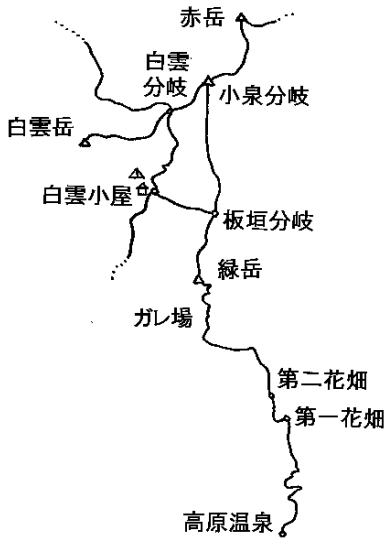 赤岳
白雲
分岐
小泉分岐
白雲岳
白雲小屋
板垣分岐
緑岳
ガレ場
第二花畑
第一花畑
高原温泉